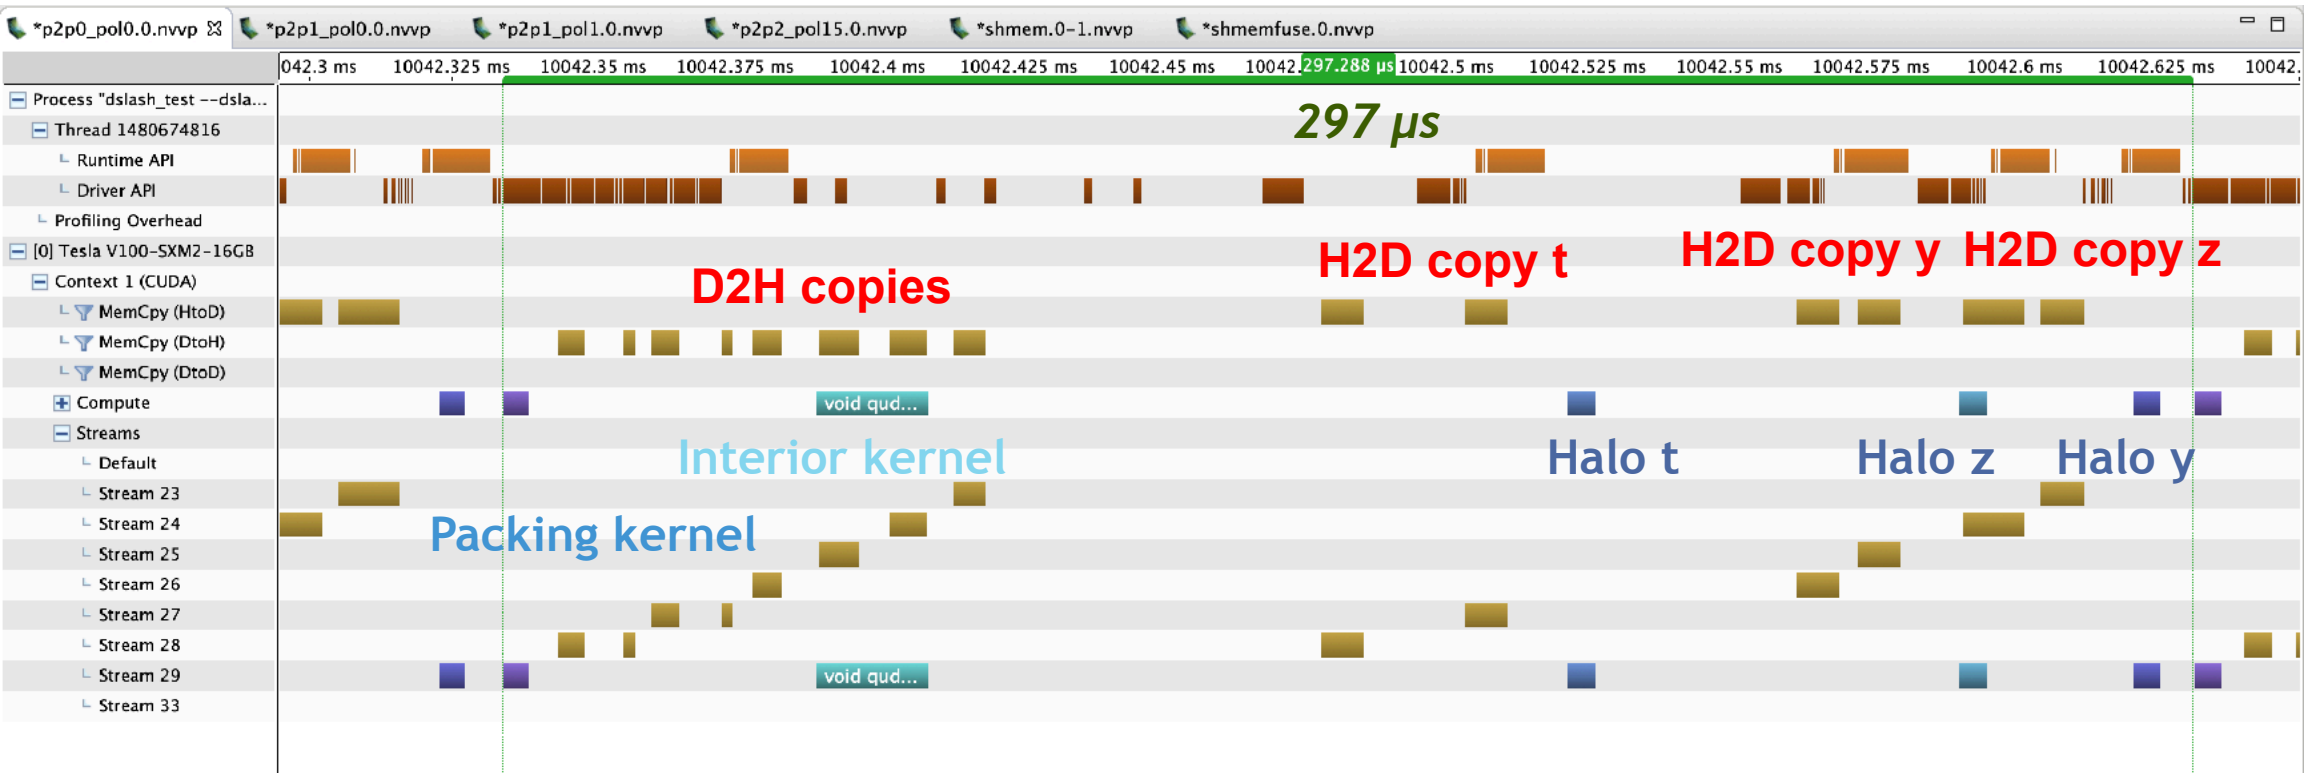 *p2p0_pol0.0.nvvp *p2p1_pol0.0.nvvp *p2p1_pol1.0.nvvp *p2p2_pol15.0.nvvp *shmem.0-1.nvvp *shmemfuse.0.nvvp
042.3 ms 10042.325 ms 10042.35 ms 10042.375 ms 10042.4 ms 10042.425 ms 10042.45 ms 10042. 297.288 µs 10042.5 ms 10042.525 ms 10042.55 ms 10042.575 ms 10042.6 ms 10042.625 ms 10042.
Process "dslash_test --dsla...
297 µs
Thread 1480674816
Runtime API
Driver API
Profiling Overhead
[0] Tesla V100-SXM2-16GB
H2D copy t H2D copy y H2D copy z
Context 1 (CUDA)
D2H copies
MemCpy (HtoD)
MemCpy (DtoH)
MemCpy (DtoD)
Compute
void qud...
Streams
Interior kernel Halo t Halo z Halo y
Default
Stream 23
Stream 24
Packing kernel
Stream 25
Stream 26
Stream 27
Stream 28
Stream 29
void qud...
Stream 33